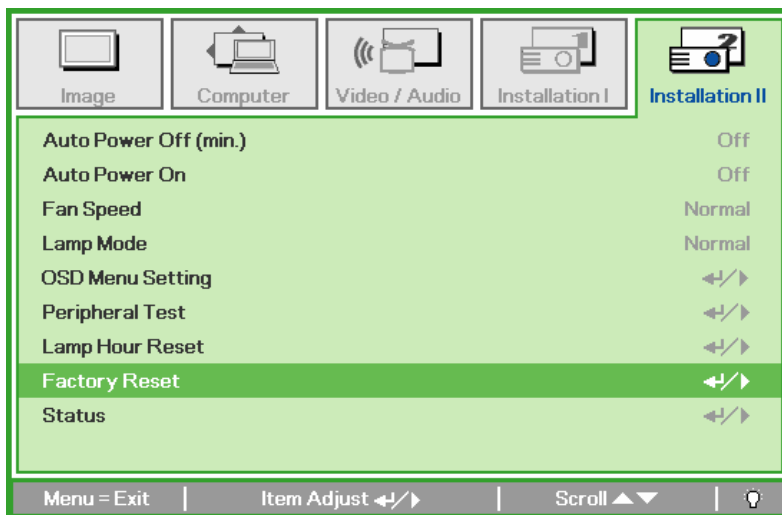 Image Computer Video / Audio Installation I Installation II
Auto Power Off (min.) Off
Auto Power On Off
Fan Speed Normal
Lamp Mode Normal
OSD Menu Setting
Peripheral Test
Lamp Hour Reset
Factory Reset
Status
Menu = Exit Item Adjust Scroll